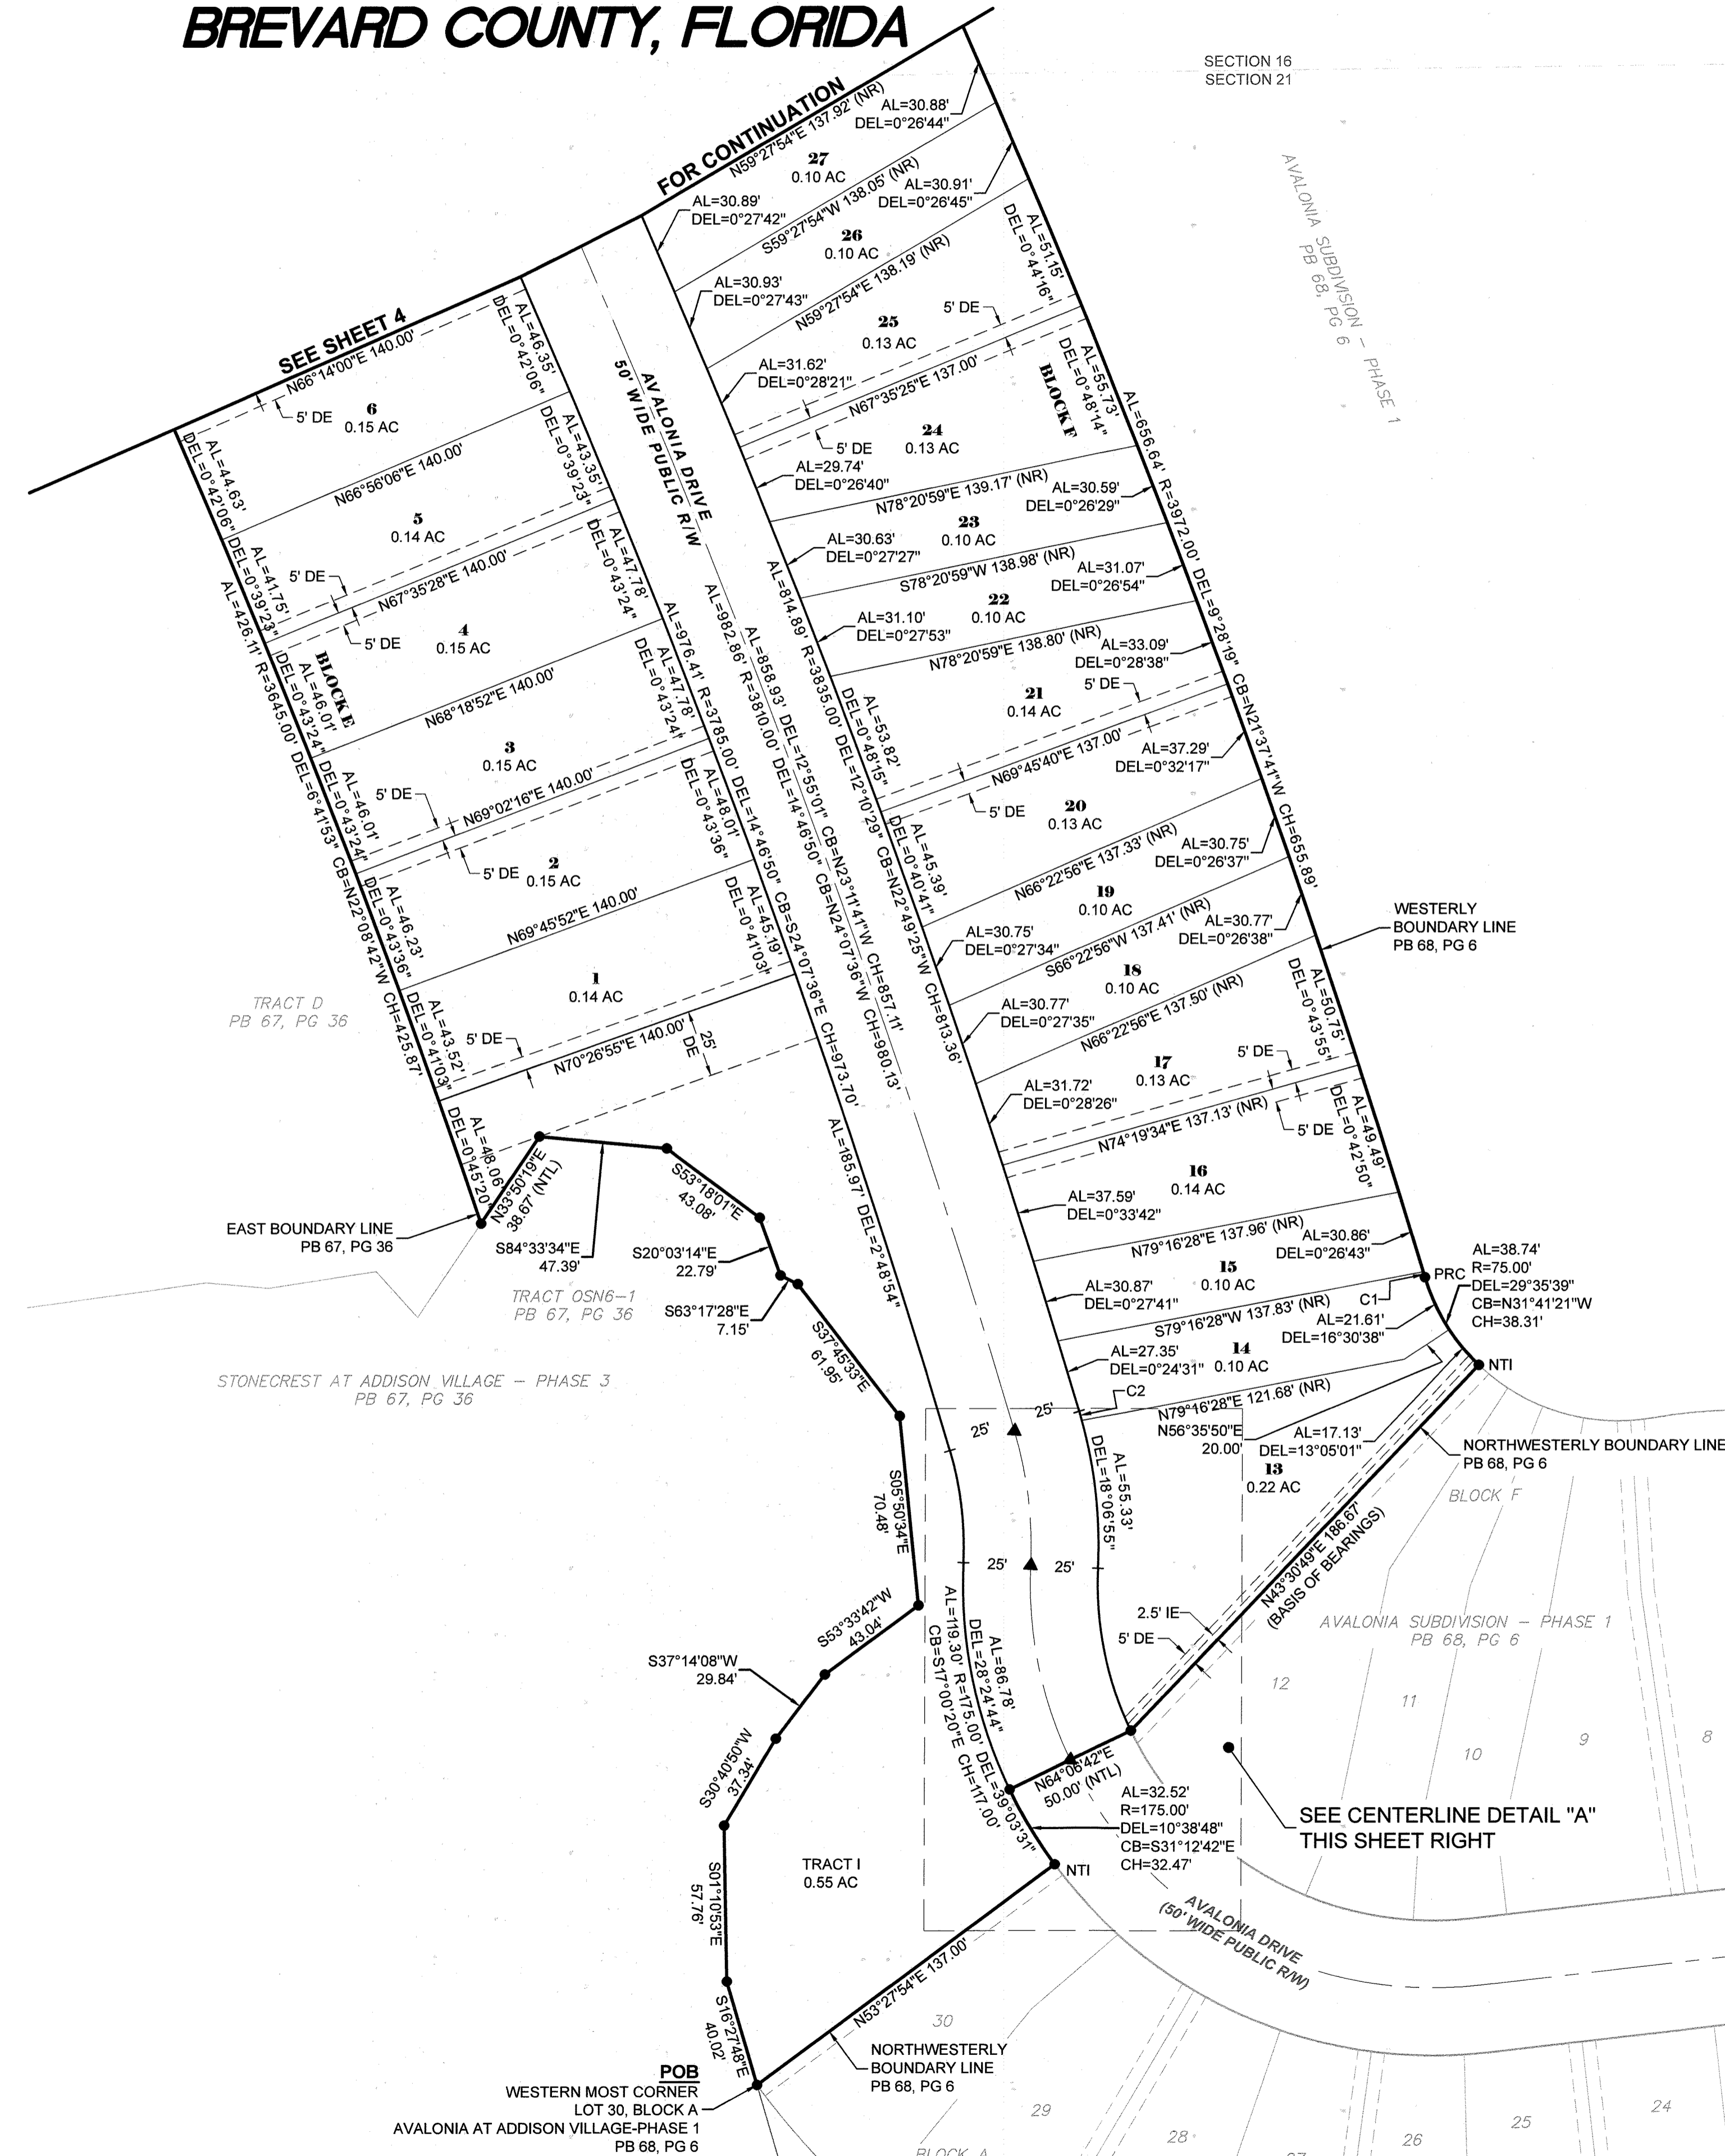 BREVARD COUNTY, FLORIDA
SECTION 16
SECTION 21
FOR CONTINUATION
SEE SHEET 4
N59°27'54"E 137.92' (NR)
AL=30.88'
DEL=0°26'44"
27
0.10 AC
AL=30.89'
DEL=0°27'42"
S59°27'54"W 138.05' (NR)
AL=30.91'
DEL=0°26'45"
26
0.10 AC
AL=30.93'
DEL=0°27'43"
N59°27'54"E 138.19' (NR)
AL=51.15'
DEL=0°44'16"
25
0.13 AC
5' DE
AL=31.62'
DEL=0°28'21"
N67°35'25"E 137.00'
BLOCK F
AL=55.73'
DEL=0°48'14"
5' DE
24
0.13 AC
AL=29.74'
DEL=0°26'40"
N78°20'59"E 139.17' (NR)
AL=30.59'
DEL=0°26'29"
23
0.10 AC
AL=30.63'
DEL=0°27'27"
S78°20'59"W 138.98' (NR)
AL=31.07'
DEL=0°26'54"
22
0.10 AC
AL=31.10'
DEL=0°27'53"
N78°20'59"E 138.80' (NR)
AL=33.09'
DEL=0°28'38"
21
0.14 AC
5' DE
AL=53.82'
DEL=0°48'15"
N69°45'40"E 137.00'
AL=37.29'
DEL=0°32'17"
5' DE
20
0.13 AC
AL=45.39'
DEL=0°40'41"
N66°22'56"E 137.33' (NR)
AL=30.75'
DEL=0°26'37"
19
0.10 AC
AL=30.75'
DEL=0°27'34"
S66°22'56"W 137.41' (NR)
AL=30.77'
DEL=0°26'38"
18
0.10 AC
AL=30.77'
DEL=0°27'35"
N66°22'56"E 137.50' (NR)
AL=50.75'
DEL=0°43'55"
17
0.13 AC
5' DE
AL=31.72'
DEL=0°28'26"
N74°19'34"E 137.13' (NR)
5' DE
AL=49.49'
DEL=0°42'50"
16
0.14 AC
AL=37.59'
DEL=0°33'42"
N79°16'28"E 137.96' (NR)
AL=30.86'
DEL=0°26'43"
15
0.10 AC
AL=30.87'
DEL=0°27'41"
S79°16'28"W 137.83' (NR)
C1
PRC
AL=38.74'
R=75.00'
DEL=29°35'39"
CB=N31°41'21"W
CH=38.31'
AL=21.61'
DEL=16°30'38"
14
0.10 AC
AL=27.35'
DEL=0°24'31"
C2
N79°16'28"E 121.68' (NR)
NTI
N56°35'50"E
20.00'
AL=17.13'
DEL=13°05'01"
13
0.22 AC
AL=55.33'
DEL=18°06'55"
NORTHWESTERLY BOUNDARY LINE
PB 68, PG 6
N43°30'49"E 186.67'
(BASIS OF BEARINGS)
2.5' IE
5' DE
AL=656.64' R=3972.00' DEL=9°28'19" CB=N21°37'41"W CH=655.89'
WESTERLY
BOUNDARY LINE
PB 68, PG 6
AVALONIA SUBDIVISION – PHASE 1
PB 68, PG 6
N66°14'00"E 140.00'
5' DE
6
0.15 AC
AL=46.35'
DEL=0°42'06"
AL=44.63'
DEL=0°42'06"
N66°56'06"E 140.00'
AL=43.35'
DEL=0°39'23"
5
0.14 AC
AL=41.75'
DEL=0°39'23"
5' DE
N67°35'28"E 140.00'
5' DE
4
0.15 AC
AL=47.78'
DEL=0°43'24"
AL=46.01'
DEL=0°43'24"
BLOCK E
N68°18'52"E 140.00'
AL=47.78'
DEL=0°43'24"
3
0.15 AC
AL=46.01'
DEL=0°43'24"
5' DE
N69°02'16"E 140.00'
5' DE
2
0.15 AC
AL=48.01'
DEL=0°43'36"
AL=46.23'
DEL=0°43'36"
N69°45'52"E 140.00'
AL=45.19'
DEL=0°41'03"
1
0.14 AC
AL=43.52'
DEL=0°41'03"
5' DE
N70°26'55"E 140.00'
25'
DE
AL=426.11' R=3645.00' DEL=6°41'53" CB=N22°08'42"W CH=425.87'
AVALONIA DRIVE
50' WIDE PUBLIC R/W
AL=976.41' R=3785.00' DEL=14°46'50" CB=S24°07'36"E CH=973.70'
AL=982.86' R=3810.00' DEL=14°46'50" CB=N24°07'36"W CH=980.13'
AL=858.93' DEL=12°55'01" CB=N23°11'41"W CH=857.11'
AL=814.89' R=3835.00' DEL=12°10'29" CB=N22°49'25"W CH=813.36'
TRACT D
PB 67, PG 36
AL=48.06'
DEL=0°45'20"
N33°50'19"E
38.67' (NTL)
EAST BOUNDARY LINE
PB 67, PG 36
S84°33'34"E
47.39'
S53°18'01"E
43.08'
S20°03'14"E
22.79'
S63°17'28"E
7.15'
TRACT OSN6-1
PB 67, PG 36
STONECREST AT ADDISON VILLAGE – PHASE 3
PB 67, PG 36
S37°45'33"E
61.95'
AL=185.97' DEL=2°48'54"
25'
25'
25'
25'
S05°50'34"E
70.48'
S53°33'42"W
43.04'
S37°14'08"W
29.84'
S30°40'50"W
37.34'
AL=86.78'
DEL=28°24'44"
AL=119.30' R=175.00' DEL=39°03'31"
CB=S17°00'20"E CH=117.00'
N64°06'42"E
50.00' (NTL)
AL=32.52'
R=175.00'
DEL=10°38'48"
CB=S31°12'42"E
CH=32.47'
NTI
SEE CENTERLINE DETAIL "A"
THIS SHEET RIGHT
TRACT I
0.55 AC
S01°10'53"E
57.76'
S16°27'48"E
40.02'
N53°27'54"E 137.00'
NORTHWESTERLY
BOUNDARY LINE
PB 68, PG 6
POB
WESTERN MOST CORNER
LOT 30, BLOCK A
AVALONIA AT ADDISON VILLAGE-PHASE 1
PB 68, PG 6
BLOCK F
AVALONIA SUBDIVISION – PHASE 1
PB 68, PG 6
12
11
10
9
8
AVALONIA DRIVE
(50' WIDE PUBLIC R/W)
30
29
28
27
26
25
24
BLOCK A